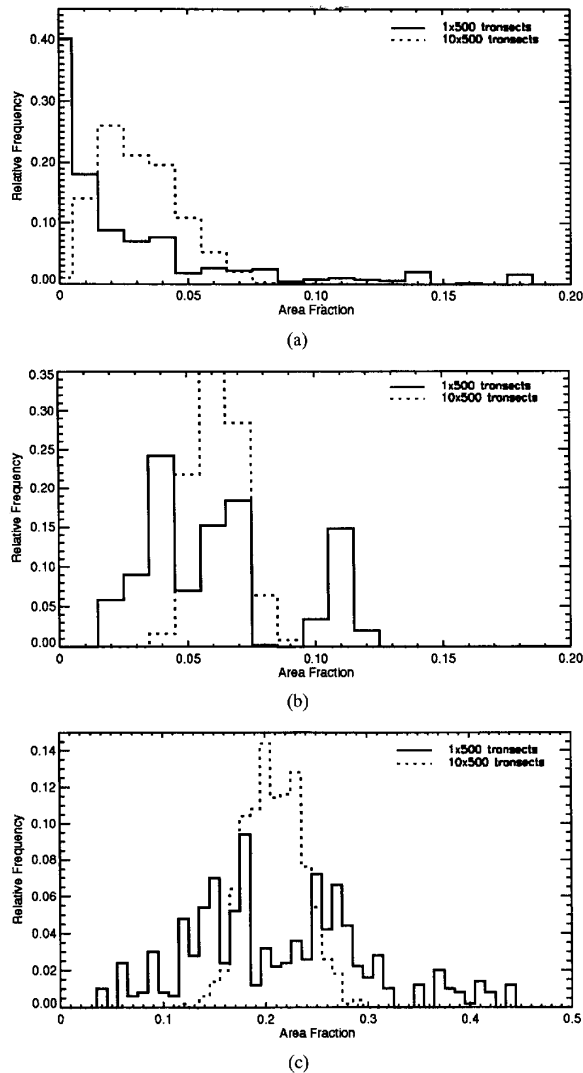 0.40
0.30
0.20
0.10
0.00
Relative Frequency
1x500 transects
10x500 transects
0
0.05
0.10
0.15
0.20
Area Fraction
(a)
0.35
0.30
0.25
0.20
0.15
0.10
0.05
0.00
Relative Frequency
1x500 transects
10x500 transects
0
0.05
0.10
0.15
0.20
Area Fraction
(b)
0.14
0.12
0.10
0.08
0.06
0.04
0.02
0.00
Relative Frequency
1x500 transects
10x500 transects
0
0.1
0.2
0.3
0.4
0.5
Area Fraction
(c)